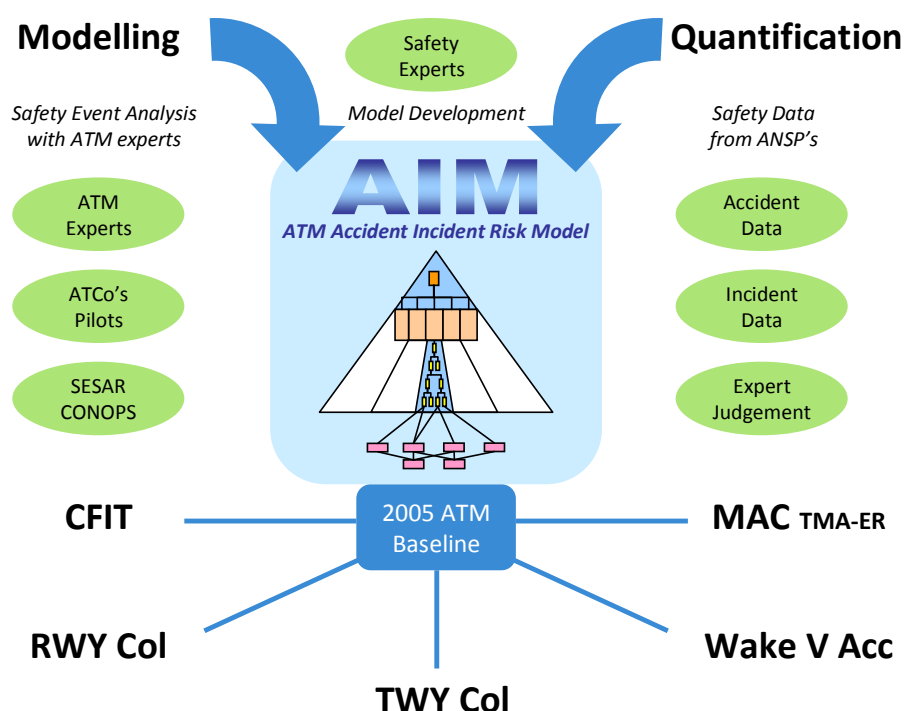 Modelling
Safety
Experts
Quantification
Safety Event Analysis
with ATM experts
Model Development
Safety Data
from ANSP's
AIM
ATM Accident Incident Risk Model
ATM
Experts
ATCo's
Pilots
SESAR
CONOPS
Accident
Data
Incident
Data
Expert
Judgement
CFIT
2005 ATM
Baseline
MAC TMA-ER
RWY Col
TWY Col
Wake V Acc